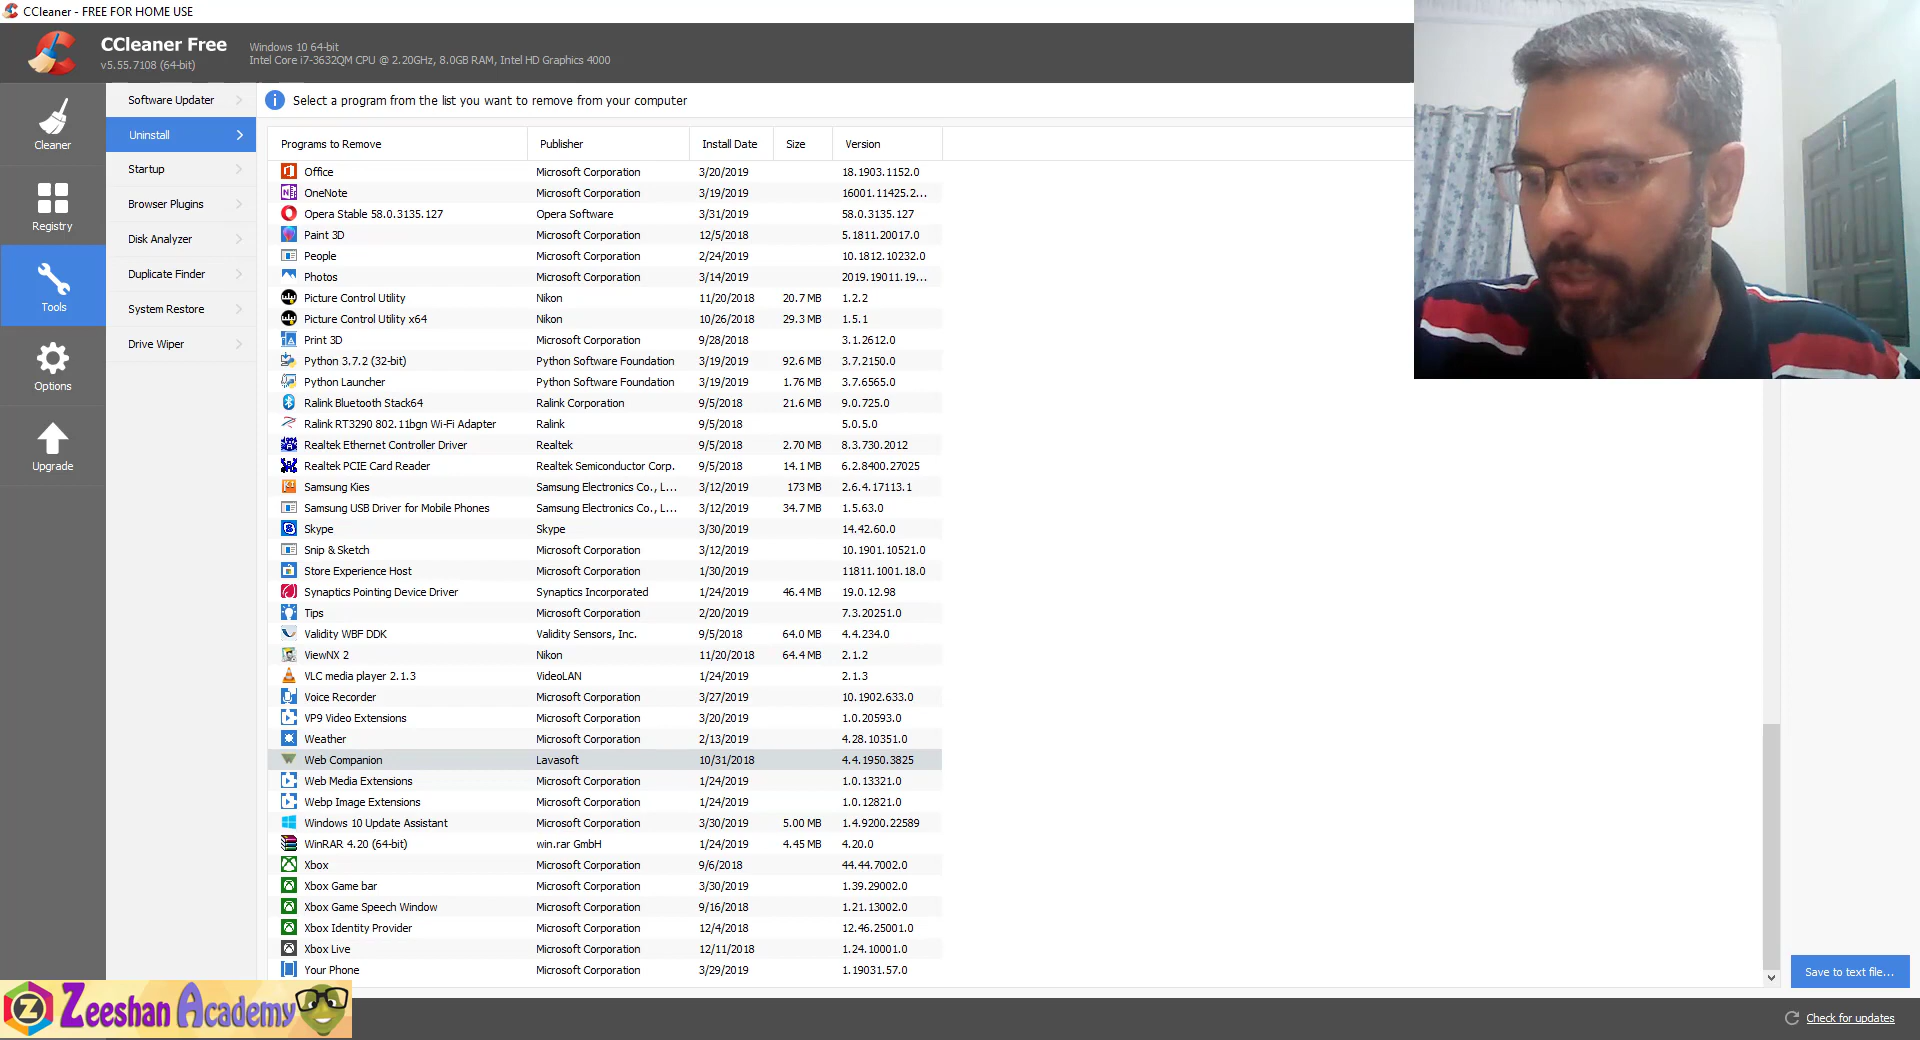 CCleaner - FREE FOR HOME USE
CCleaner Free
v5.55.7108 (64-bit)
Windows 10 64-bit
Intel Core i7-3632QM CPU @ 2.20GHz, 8.0GB RAM, Intel HD Graphics 4000
Cleaner
Registry
Tools
Options
Upgrade
Software Updater
Uninstall
Startup
Browser Plugins
Disk Analyzer
Duplicate Finder
System Restore
Drive Wiper
Select a program from the list you want to remove from your computer
Programs to Remove Publisher Install Date Size Version
Office Microsoft Corporation 3/20/2019 18.1903.1152.0
OneNote Microsoft Corporation 3/19/2019 16001.11425.2...
Opera Stable 58.0.3135.127 Opera Software 3/31/2019 58.0.3135.127
Paint 3D Microsoft Corporation 12/5/2018 5.1811.20017.0
People Microsoft Corporation 2/24/2019 10.1812.10232.0
Photos Microsoft Corporation 3/14/2019 2019.19011.19...
Picture Control Utility Nikon 11/20/2018 20.7 MB 1.2.2
Picture Control Utility x64 Nikon 10/26/2018 29.3 MB 1.5.1
Print 3D Microsoft Corporation 9/28/2018 3.1.2612.0
Python 3.7.2 (32-bit) Python Software Foundation 3/19/2019 92.6 MB 3.7.2150.0
Python Launcher Python Software Foundation 3/19/2019 1.76 MB 3.7.6565.0
Ralink Bluetooth Stack64 Ralink Corporation 9/5/2018 21.6 MB 9.0.725.0
Ralink RT3290 802.11bgn Wi-Fi Adapter Ralink 9/5/2018 5.0.5.0
Realtek Ethernet Controller Driver Realtek 9/5/2018 2.70 MB 8.3.730.2012
Realtek PCIE Card Reader Realtek Semiconductor Corp. 9/5/2018 14.1 MB 6.2.8400.27025
Samsung Kies Samsung Electronics Co., L... 3/12/2019 173 MB 2.6.4.17113.1
Samsung USB Driver for Mobile Phones Samsung Electronics Co., L... 3/12/2019 34.7 MB 1.5.63.0
Skype Skype 3/30/2019 14.42.60.0
Snip & Sketch Microsoft Corporation 3/12/2019 10.1901.10521.0
Store Experience Host Microsoft Corporation 1/30/2019 11811.1001.18.0
Synaptics Pointing Device Driver Synaptics Incorporated 1/24/2019 46.4 MB 19.0.12.98
Tips Microsoft Corporation 2/20/2019 7.3.20251.0
Validity WBF DDK Validity Sensors, Inc. 9/5/2018 64.0 MB 4.4.234.0
ViewNX 2 Nikon 11/20/2018 64.4 MB 2.1.2
VLC media player 2.1.3 VideoLAN 1/24/2019 2.1.3
Voice Recorder Microsoft Corporation 3/27/2019 10.1902.633.0
VP9 Video Extensions Microsoft Corporation 3/20/2019 1.0.20593.0
Weather Microsoft Corporation 2/13/2019 4.28.10351.0
Web Companion Lavasoft 10/31/2018 4.4.1950.3825
Web Media Extensions Microsoft Corporation 1/24/2019 1.0.13321.0
Webp Image Extensions Microsoft Corporation 1/24/2019 1.0.12821.0
Windows 10 Update Assistant Microsoft Corporation 3/30/2019 5.00 MB 1.4.9200.22589
WinRAR 4.20 (64-bit) win.rar GmbH 1/24/2019 4.45 MB 4.20.0
Xbox Microsoft Corporation 9/6/2018 44.44.7002.0
Xbox Game bar Microsoft Corporation 3/30/2019 1.39.29002.0
Xbox Game Speech Window Microsoft Corporation 9/16/2018 1.21.13002.0
Xbox Identity Provider Microsoft Corporation 12/4/2018 12.46.25001.0
Xbox Live Microsoft Corporation 12/11/2018 1.24.10001.0
Your Phone Microsoft Corporation 3/29/2019 1.19031.57.0
Save to text file...
Z Zeeshan Academy
Check for updates